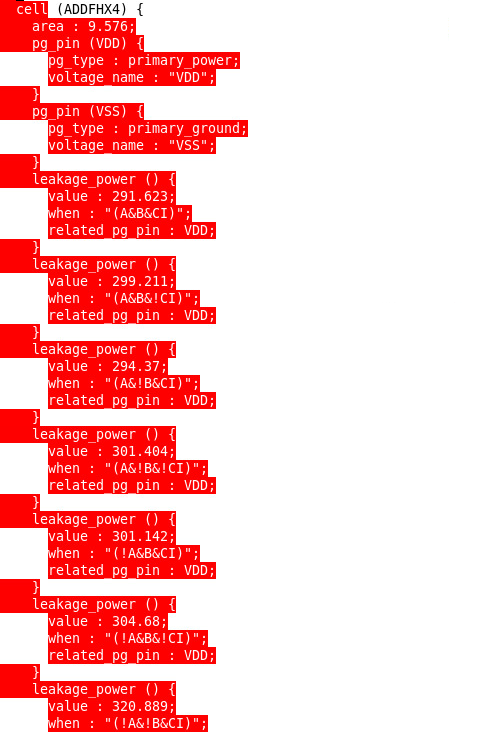 cell (ADDFHX4) {
area : 9.576;
pg_pin (VDD) {
pg_type : primary_power;
voltage_name : "VDD";
}
pg_pin (VSS) {
pg_type : primary_ground;
voltage_name : "VSS";
}
leakage_power () {
value : 291.623;
when : "(A&B&CI)";
related_pg_pin : VDD;
}
leakage_power () {
value : 299.211;
when : "(A&B&!CI)";
related_pg_pin : VDD;
}
leakage_power () {
value : 294.37;
when : "(A&!B&CI)";
related_pg_pin : VDD;
}
leakage_power () {
value : 301.404;
when : "(A&!B&!CI)";
related_pg_pin : VDD;
}
leakage_power () {
value : 301.142;
when : "(!A&B&CI)";
related_pg_pin : VDD;
}
leakage_power () {
value : 304.68;
when : "(!A&B&!CI)";
related_pg_pin : VDD;
}
leakage_power () {
value : 320.889;
when : "(!A&!B&CI)";